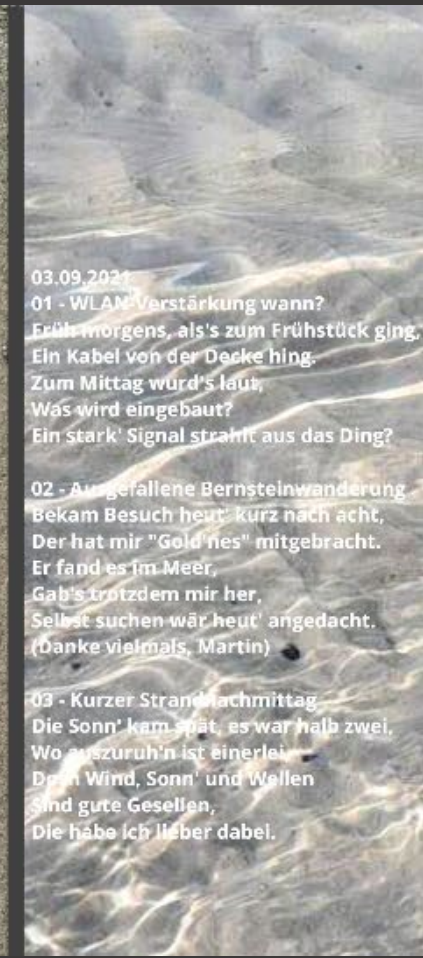 03.09.2021
01 - WLAN-Verstärkung wann?
Früh morgens, als's zum Frühstück ging,
Ein Kabel von der Decke hing.
Zum Mittag wurd's laut,
Was wird eingebaut?
Ein stark' Signal strahlt aus das Ding?
02 - Ausgefallene Bernsteinwanderung
Bekam Besuch heut' kurz nach acht,
Der hat mir "Gold'nes" mitgebracht.
Er fand es im Meer,
Gab's trotzdem mir her,
Selbst suchen wär heut' angedacht.
(Danke vielmals, Martin)
03 - Kurzer Strandnachmittag
Die Sonn' kam spät, es war halb zwei,
Wo auszuruh'n ist einerlei,
Doch Wind, Sonn' und Wellen
Sind gute Gesellen,
Die habe ich lieber dabei.